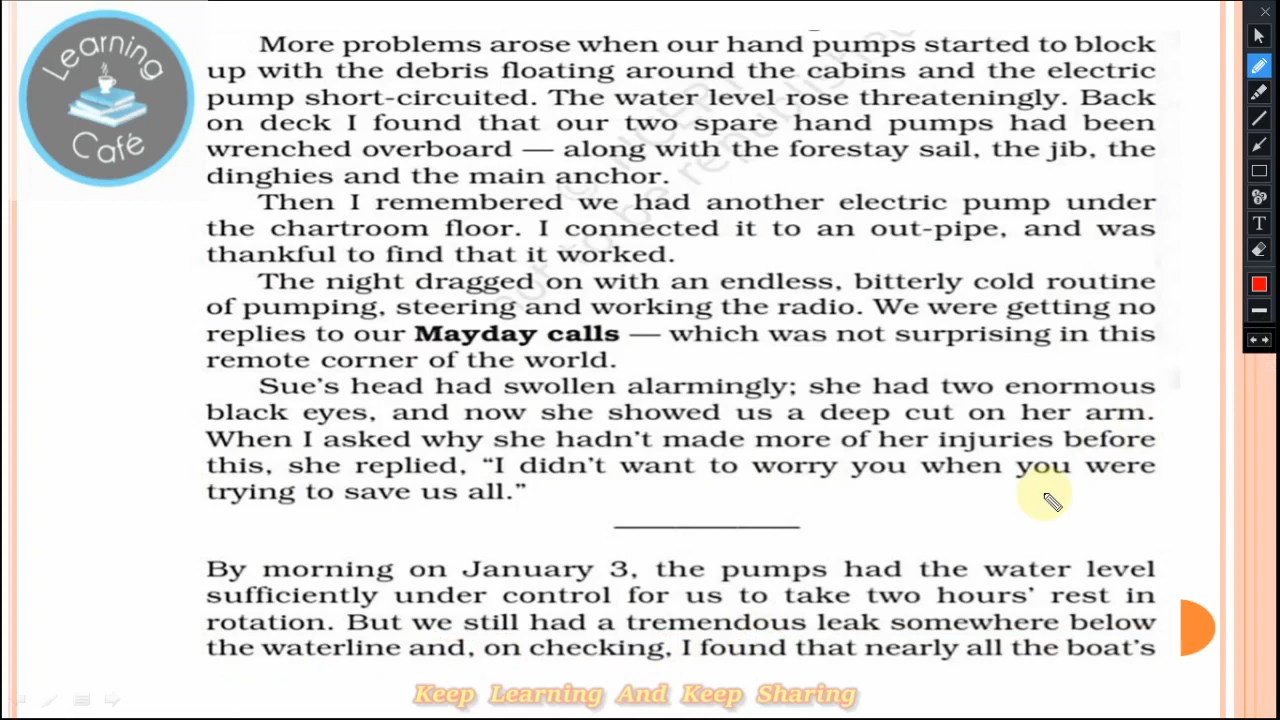 Learning
Café
More problems arose when our hand pumps started to block
up with the debris floating around the cabins and the electric
pump short-circuited. The water level rose threateningly. Back
on deck I found that our two spare hand pumps had been
wrenched overboard — along with the forestay sail, the jib, the
dinghies and the main anchor.
Then I remembered we had another electric pump under
the chartroom floor. I connected it to an out-pipe, and was
thankful to find that it worked.
The night dragged on with an endless, bitterly cold routine
of pumping, steering and working the radio. We were getting no
replies to our Mayday calls — which was not surprising in this
remote corner of the world.
Sue's head had swollen alarmingly; she had two enormous
black eyes, and now she showed us a deep cut on her arm.
When I asked why she hadn't made more of her injuries before
this, she replied, “I didn't want to worry you when you were
trying to save us all.”
By morning on January 3, the pumps had the water level
sufficiently under control for us to take two hours' rest in
rotation. But we still had a tremendous leak somewhere below
the waterline and, on checking, I found that nearly all the boat's
Keep Learning And Keep Sharing